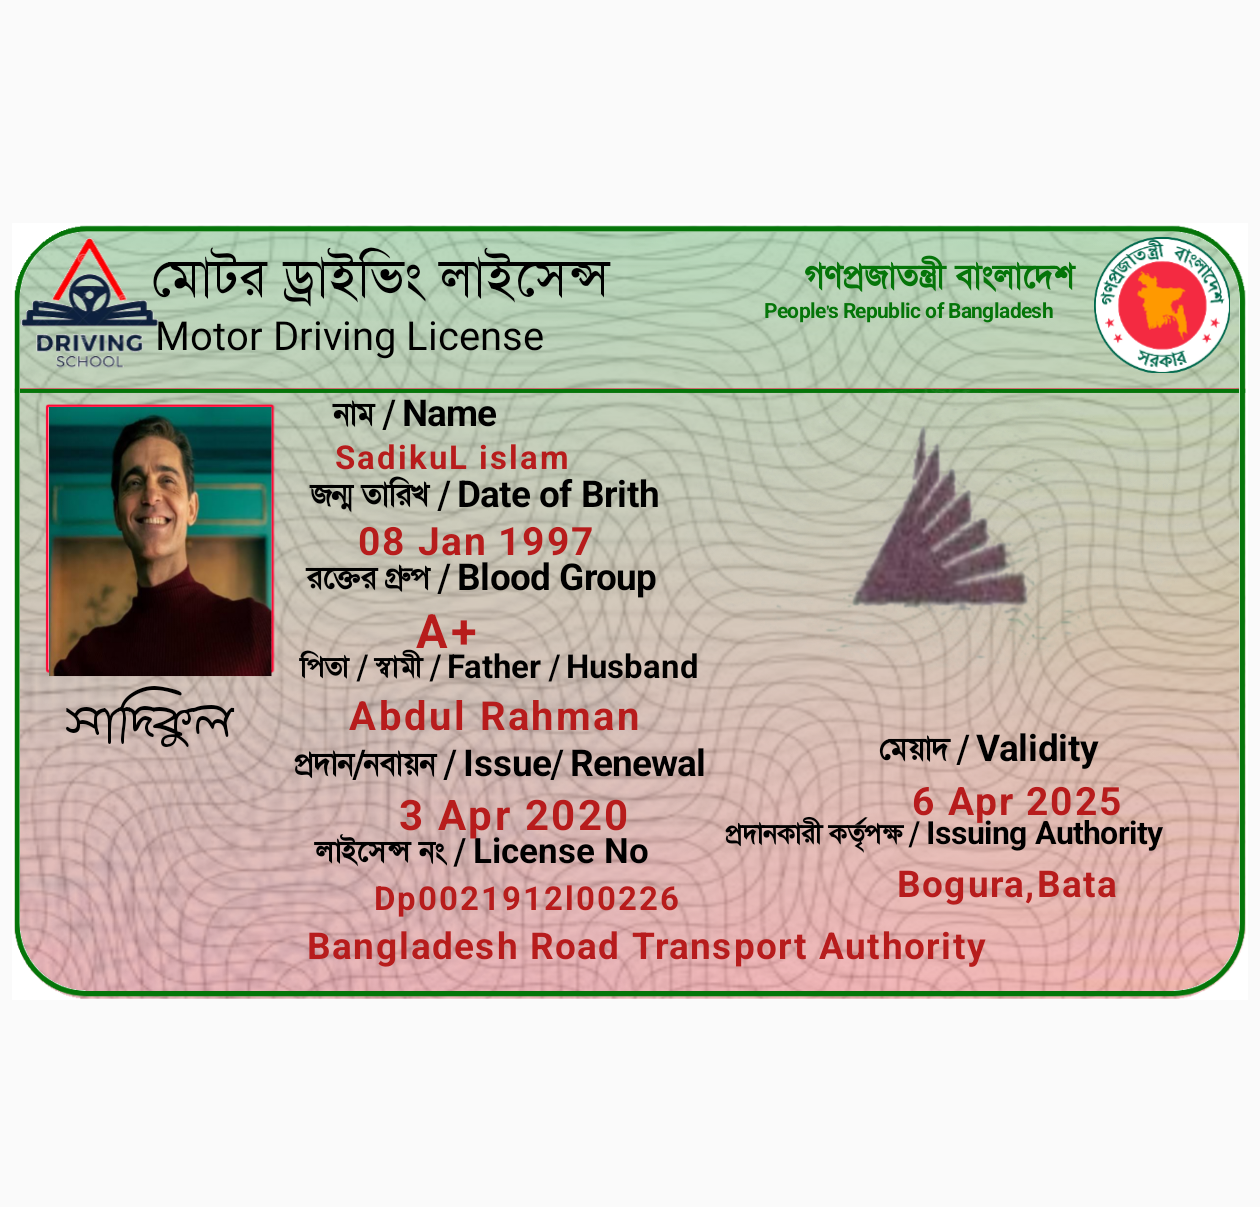 মোটর ড্রাইভিং লাইসেন্স
Motor Driving License
DRIVING
SCHOOL
গণপ্রজাতন্ত্রী বাংলাদেশ
People's Republic of Bangladesh
গণপ্রজাতন্ত্রী বাংলাদেশ
সরকার
নাম / Name
SadikuL islam
জন্ম তারিখ / Date of Brith
08 Jan 1997
রক্তের গ্রুপ / Blood Group
A+
পিতা / স্বামী / Father / Husband
Abdul Rahman
সাদিকুল
প্রদান/নবায়ন / Issue/ Renewal
3 Apr 2020
মেয়াদ / Validity
6 Apr 2025
লাইসেন্স নং / License No
Dp0021912l00226
প্রদানকারী কর্তৃপক্ষ / Issuing Authority
Bogura,Bata
Bangladesh Road Transport Authority